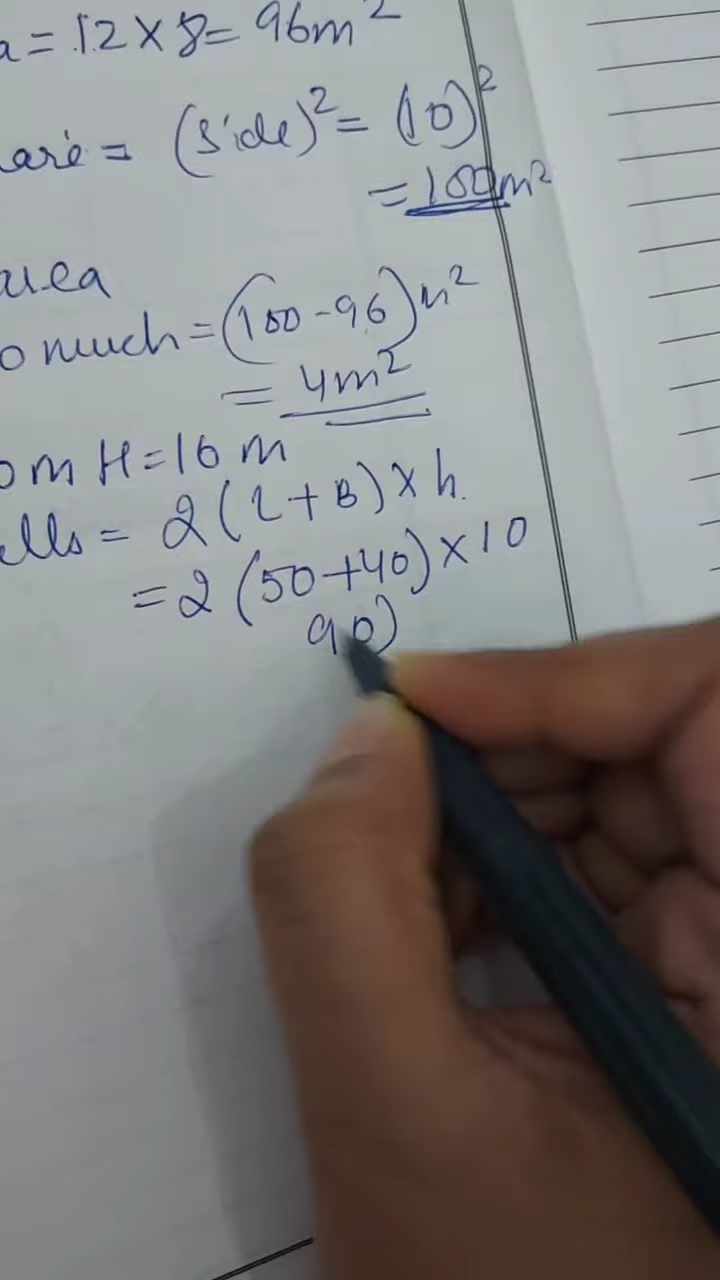 a = 12 × 8 = 96m²
are = (Side)² = (10)²
= 100m²
area
o much = (100 - 96) m²
= 4m²
om H = 10 m
alls = 2 (L + B) × h
= 2 (50 + 40) × 10
90)